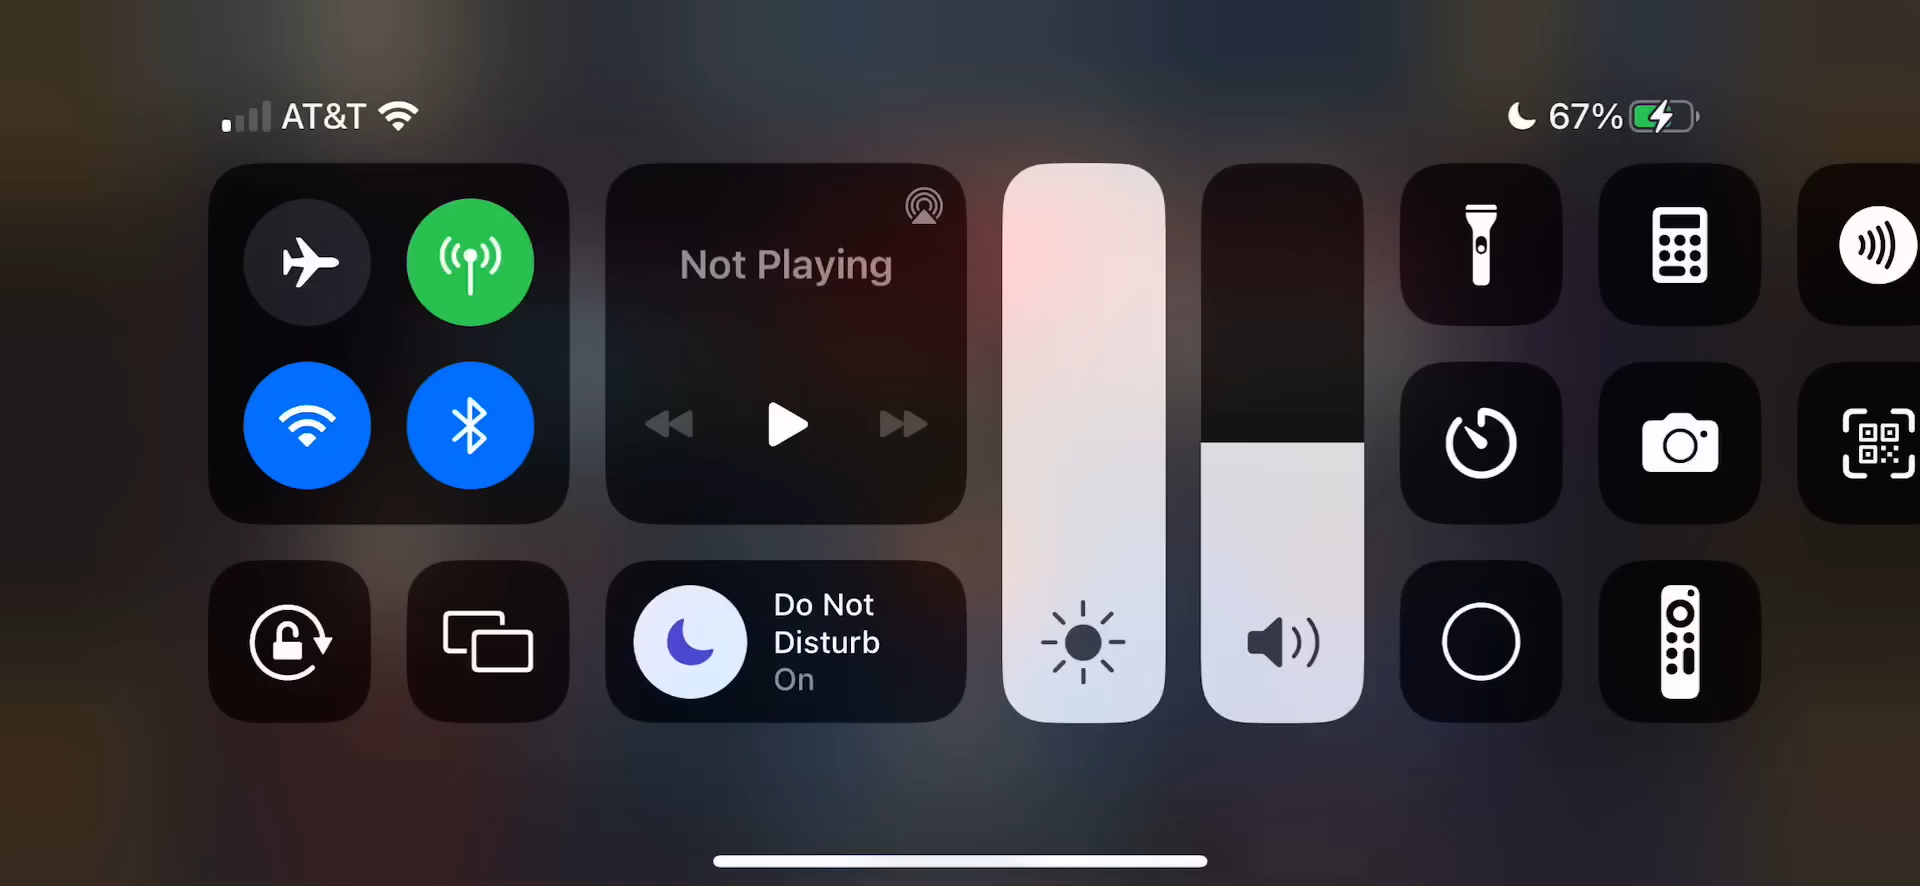 AT&T
67%
Not Playing
Do Not
Disturb
On